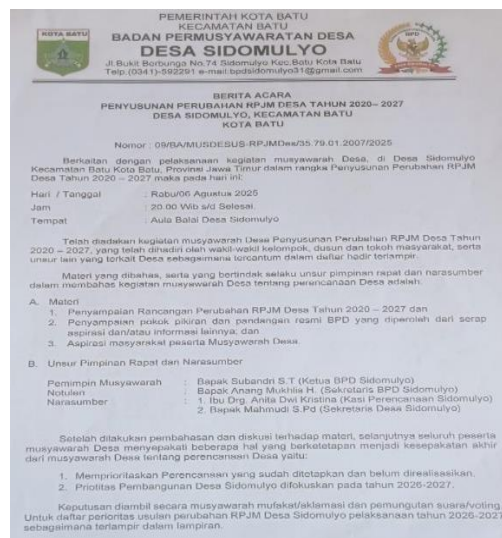 PEMERINTAH KOTA BATU
KECAMATAN BATU
BADAN PERMUSYAWARATAN DESA
DESA SIDOMULYO
Jl.Bukit Berbunga No.74 Sidomulyo Kec.Batu Kota Batu
Telp.(0341)-592291 e-mail:bpdsidomulyo31@gmail.com
KOTA BATU
BPD
BERITA ACARA
PENYUSUNAN PERUBAHAN RPJM DESA TAHUN 2020– 2027
DESA SIDOMULYO, KECAMATAN BATU
KOTA BATU
Nomor : 09/BA/MUSDESUS-RPJMDes/35.79.01.2007/2025
Berkaitan dengan pelaksanaan kegiatan musyawarah Desa, di Desa Sidomulyo
Kecamatan Batu Kota Batu, Provinsi Jawa Timur dalam rangka Penyusunan Perubahan RPJM
Desa Tahun 2020 – 2027 maka pada hari ini:
Hari / Tanggal : Rabu/06 Agustus 2025
Jam : 20.00 Wib s/d Selesai
Tempat : Aula Balai Desa Sidomulyo
Telah diadakan kegiatan musyawarah Desa Penyusunan Perubahan RPJM Desa Tahun
2020 – 2027, yang telah dihadiri oleh wakil-wakil kelompok, dusun dan tokoh masyarakat, serta
unsur lain yang terkait Desa sebagaimana tercantum dalam daftar hadir terlampir.
Materi yang dibahas, serta yang bertindak selaku unsur pimpinan rapat dan narasumber
dalam membahas kegiatan musyawarah Desa tentang perencanaan Desa adalah.
A. Materi
1. Penyampaian Rancangan Perubahan RPJM Desa Tahun 2020 – 2027 dan
2. Penyampaian pokok pikiran dan pandangan resmi BPD yang diperoleh dari serap
aspirasi dan/atau informasi lainnya; dan
3. Aspirasi masyarakat peserta Musyawarah Desa.
B. Unsur Pimpinan Rapat dan Narasumber
Pemimpin Musyawarah : Bapak Subandri S.T (Ketua BPD Sidomulyo)
Notulen : Bapak Anang Mukhlis H. (Sekretaris BPD Sidomulyo)
Narasumber : 1. Ibu Drg. Anita Dwi Kristina (Kasi Perencanaan Sidomulyo)
2. Bapak Mahmudi S.Pd (Sekretaris Desa Sidomulyo)
Setelah dilakukan pembahasan dan diskusi terhadap materi, selanjutnya seluruh peserta
musyawarah Desa menyepakati beberapa hal yang berketetapan menjadi kesepakatan akhir
dari musyawarah Desa tentang perencanaan Desa yaitu:
1. Memprioritaskan Perencanaan yang sudah ditetapkan dan belum direalisasikan.
2. Priotitas Pembangunan Desa Sidomulyo difokuskan pada tahun 2026-2027.
Keputusan diambil secara musyawarah mufakat/aklamasi dan pemungutan suara/voting.
Untuk daftar perioritas usulan perubahan RPJM Desa Sidomulyo pelaksanaan tahun 2026-2027
sebagaimana terlampir dalam lampiran.